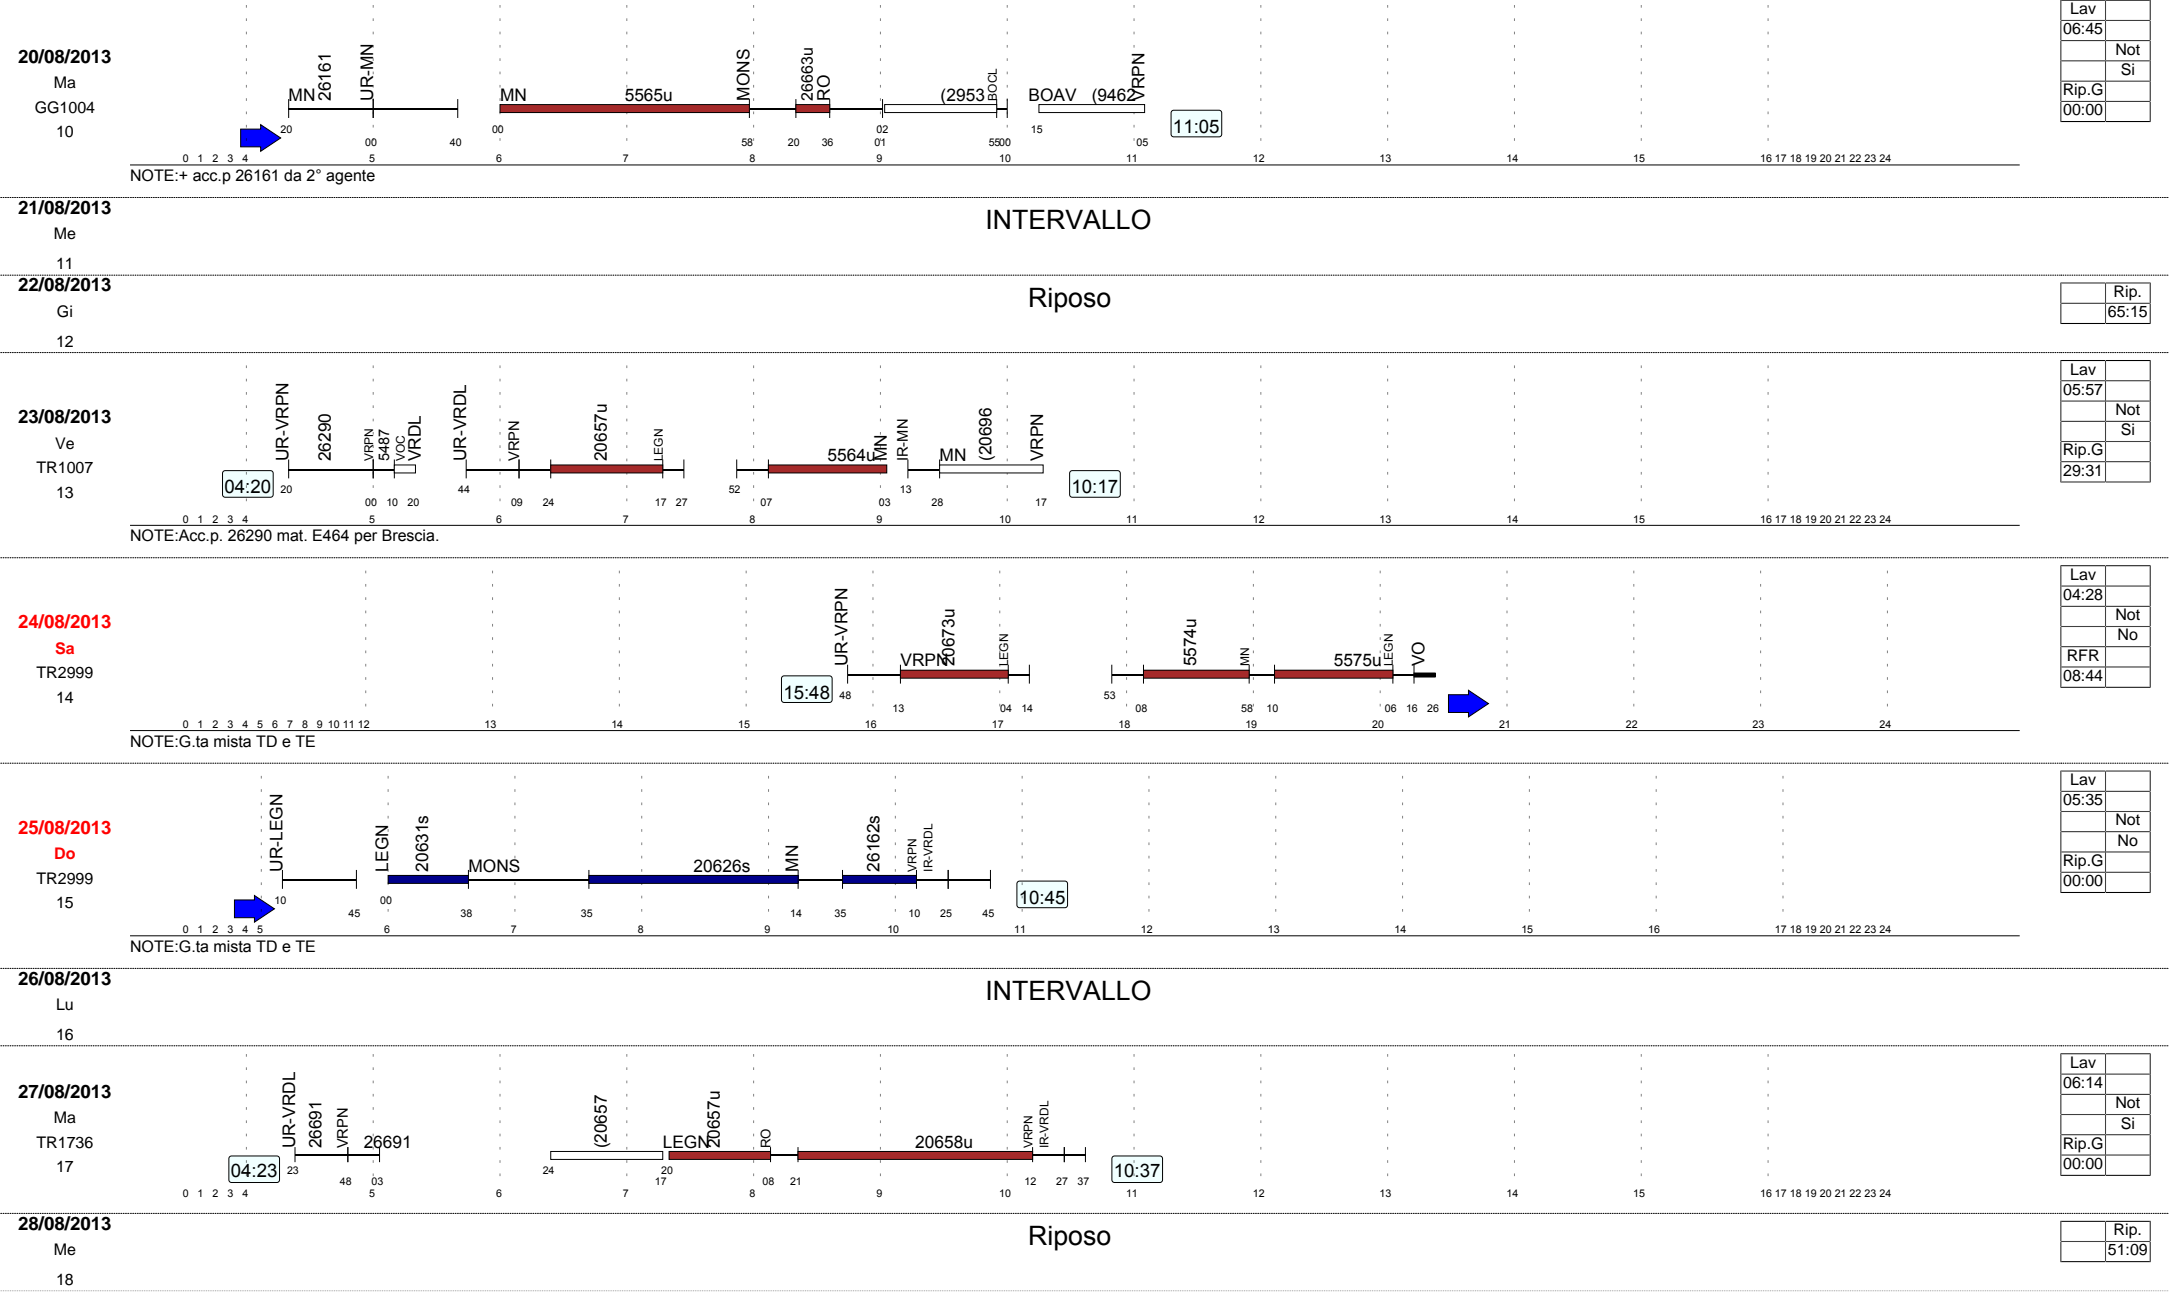 20/08/2013
Ma
GG1004
10
MN 26161 UR-MN MN 5565u MONS 26663u RO (2953 BOCL BOAV (9462 VRPN
20 00 40 00 58 20 36 02 01 55 00 15 05 11:05
0 1 2 3 4 5 6 7 8 9 10 11 12 13 14 15 16 17 18 19 20 21 22 23 24
NOTE:+ acc.p 26161 da 2° agente
Lav
06:45
Not
Si
Rip.G
00:00
21/08/2013
Me
11
INTERVALLO
22/08/2013
Gi
12
Riposo
Rip.
65:15
23/08/2013
Ve
TR1007
13
UR-VRPN 26290 VRPN 5487 VOC VRDL UR-VRDL VRPN 20657u LEGN 5564u MN IR-MN MN (20696 VRPN
04:20 20 00 10 20 44 09 24 17 27 52 07 03 13 28 17 10:17
0 1 2 3 4 5 6 7 8 9 10 11 12 13 14 15 16 17 18 19 20 21 22 23 24
NOTE:Acc.p. 26290 mat. E464 per Brescia.
Lav
05:57
Not
Si
Rip.G
29:31
24/08/2013
Sa
TR2999
14
UR-VRPN VRPN 20673u LEGN 5574u MN 5575u LEGN VO
15:48 48 13 04 14 53 08 58 10 06 16 26
0 1 2 3 4 5 6 7 8 9 10 11 12 13 14 15 16 17 18 19 20 21 22 23 24
NOTE:G.ta mista TD e TE
Lav
04:28
Not
No
RFR
08:44
25/08/2013
Do
TR2999
15
UR-LEGN LEGN 20631s MONS 20626s MN 26162s VRPN IR-VRDL
10 45 00 38 35 14 35 10 25 45 10:45
0 1 2 3 4 5 6 7 8 9 10 11 12 13 14 15 16 17 18 19 20 21 22 23 24
NOTE:G.ta mista TD e TE
Lav
05:35
Not
No
Rip.G
00:00
26/08/2013
Lu
16
INTERVALLO
27/08/2013
Ma
TR1736
17
UR-VRDL 26691 VRPN 26691 (20657 LEGN 20657u RO 20658u VRPN IR-VRDL
04:23 23 48 03 24 17 20 08 21 12 27 37 10:37
0 1 2 3 4 5 6 7 8 9 10 11 12 13 14 15 16 17 18 19 20 21 22 23 24
Lav
06:14
Not
Si
Rip.G
00:00
28/08/2013
Me
18
Riposo
Rip.
51:09